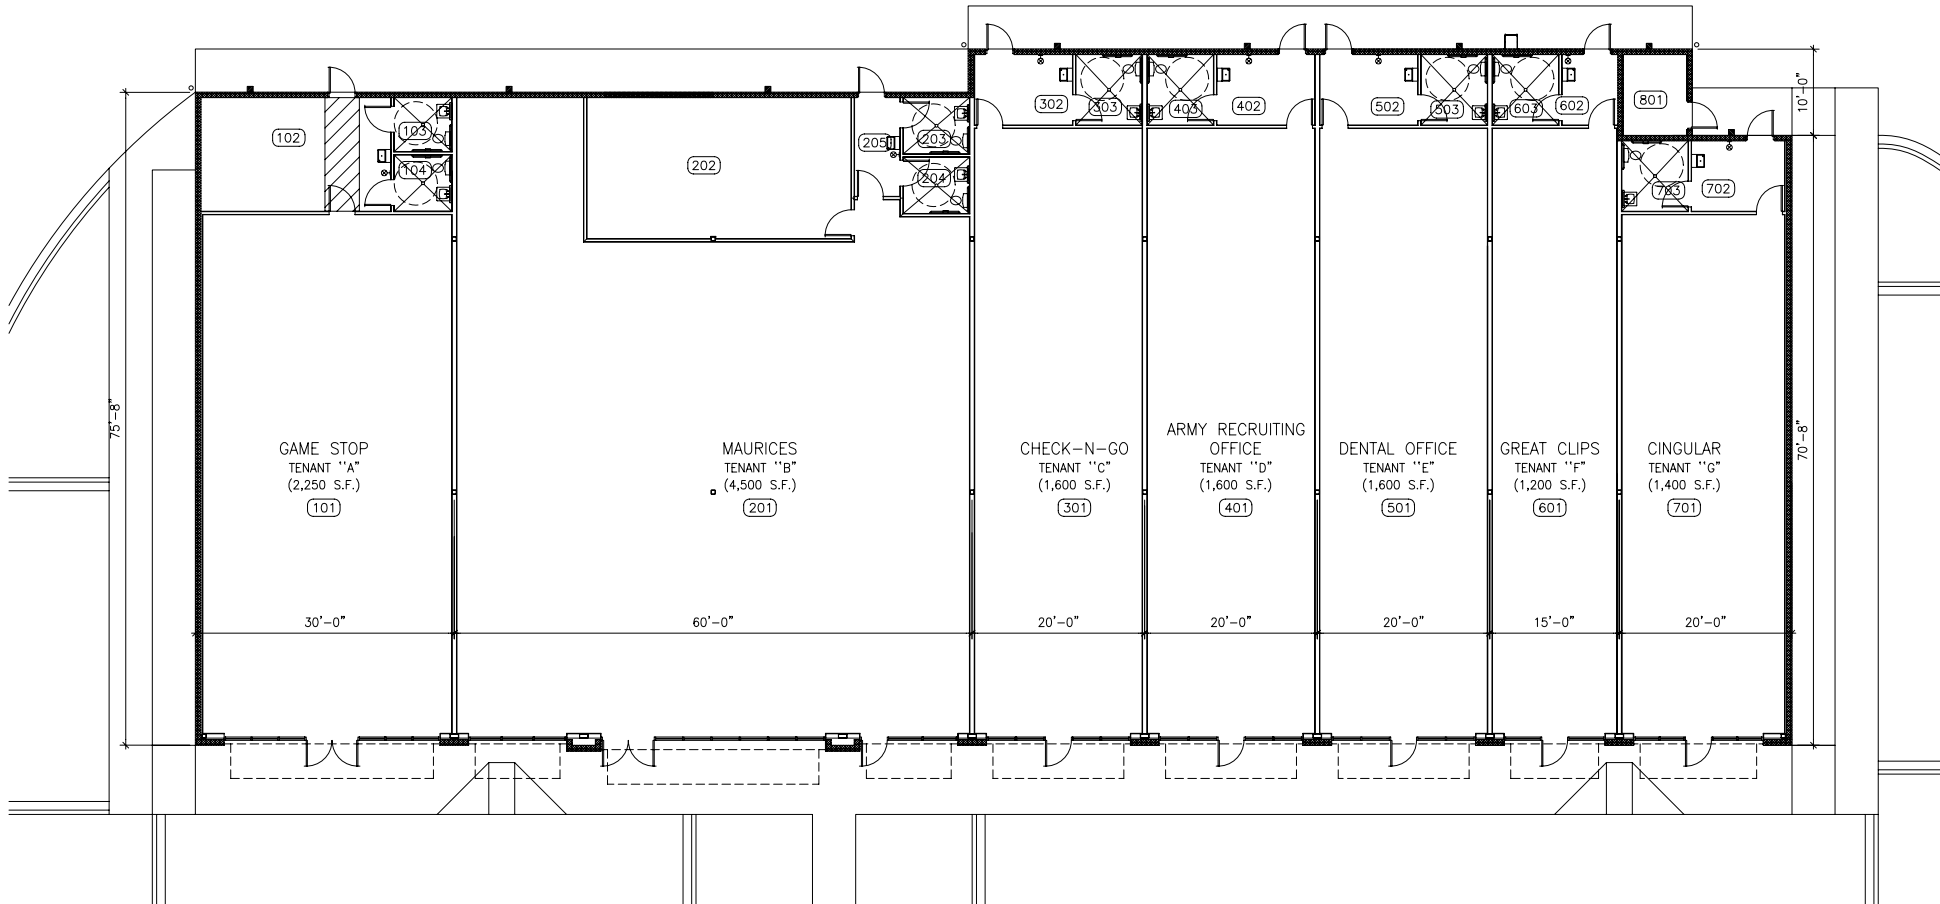 302
303
403
402
502
503
603
602
801
10'-0"
102
103
104
202
205
203
204
703
702
75'-8"
70'-8"
GAME STOP
TENANT ''A"
(2,250 S.F.)
101
MAURICES
TENANT ''B"
(4,500 S.F.)
201
CHECK-N-GO
TENANT ''C"
(1,600 S.F.)
301
ARMY RECRUITING
OFFICE
TENANT ''D"
(1,600 S.F.)
401
DENTAL OFFICE
TENANT ''E"
(1,600 S.F.)
501
GREAT CLIPS
TENANT ''F"
(1,200 S.F.)
601
CINGULAR
TENANT ''G"
(1,400 S.F.)
701
30'-0"
60'-0"
20'-0"
20'-0"
20'-0"
15'-0"
20'-0"